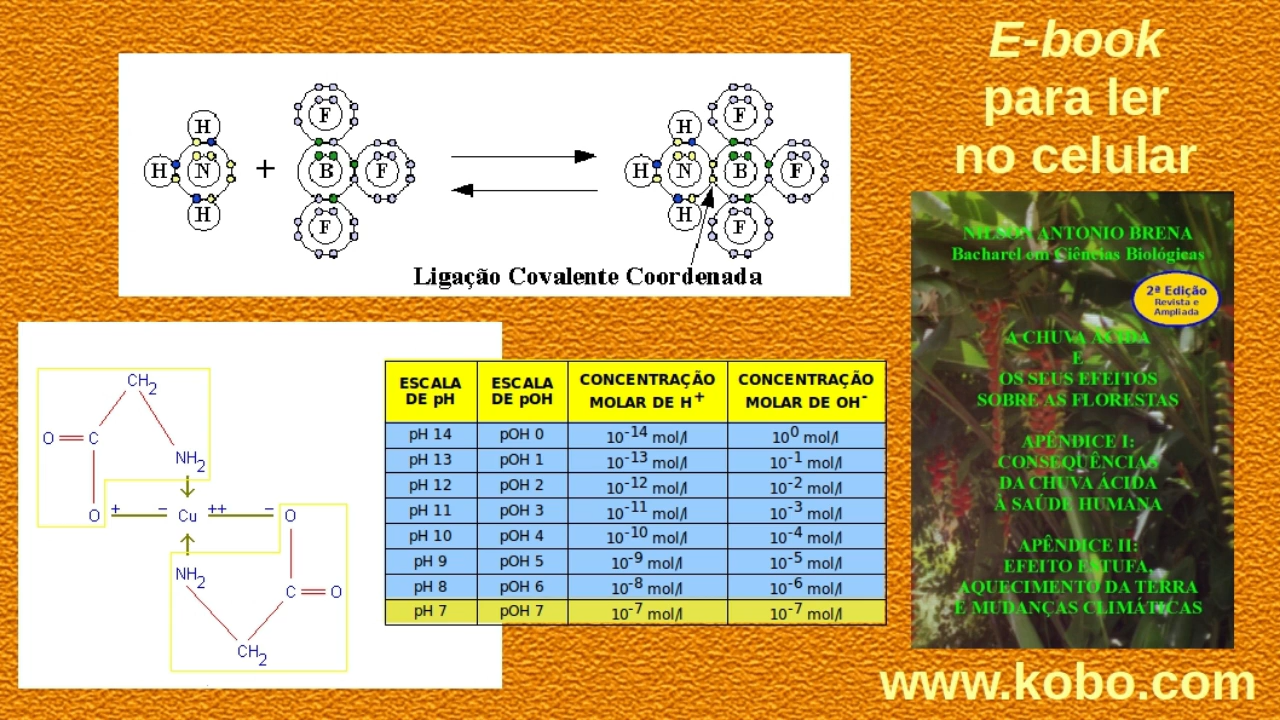 E-book
para ler
no celular
H
H N
H
+
F
B F
F
H
H N
H
F
B F
F
Ligação Covalente Coordenada
CH2
O C
NH2
O + - Cu ++ - O
NH2
C O
CH2
ESCALA DE pH ESCALA DE pOH CONCENTRAÇÃO MOLAR DE H+ CONCENTRAÇÃO MOLAR DE OH-
pH 14 pOH 0 10-14 mol/l 100 mol/l
pH 13 pOH 1 10-13 mol/l 10-1 mol/l
pH 12 pOH 2 10-12 mol/l 10-2 mol/l
pH 11 pOH 3 10-11 mol/l 10-3 mol/l
pH 10 pOH 4 10-10 mol/l 10-4 mol/l
pH 9 pOH 5 10-9 mol/l 10-5 mol/l
pH 8 pOH 6 10-8 mol/l 10-6 mol/l
pH 7 pOH 7 10-7 mol/l 10-7 mol/l
NILSON ANTONIO BRENA
Bacharel em Ciências Biológicas
2ª Edição
Revista e
Ampliada
A CHUVA ÁCIDA
E
OS SEUS EFEITOS
SOBRE AS FLORESTAS
APÊNDICE I:
CONSEQUÊNCIAS
DA CHUVA ÁCIDA
À SAÚDE HUMANA
APÊNDICE II:
EFEITO ESTUFA,
AQUECIMENTO DA TERRA
E MUDANÇAS CLIMÁTICAS
www.kobo.com